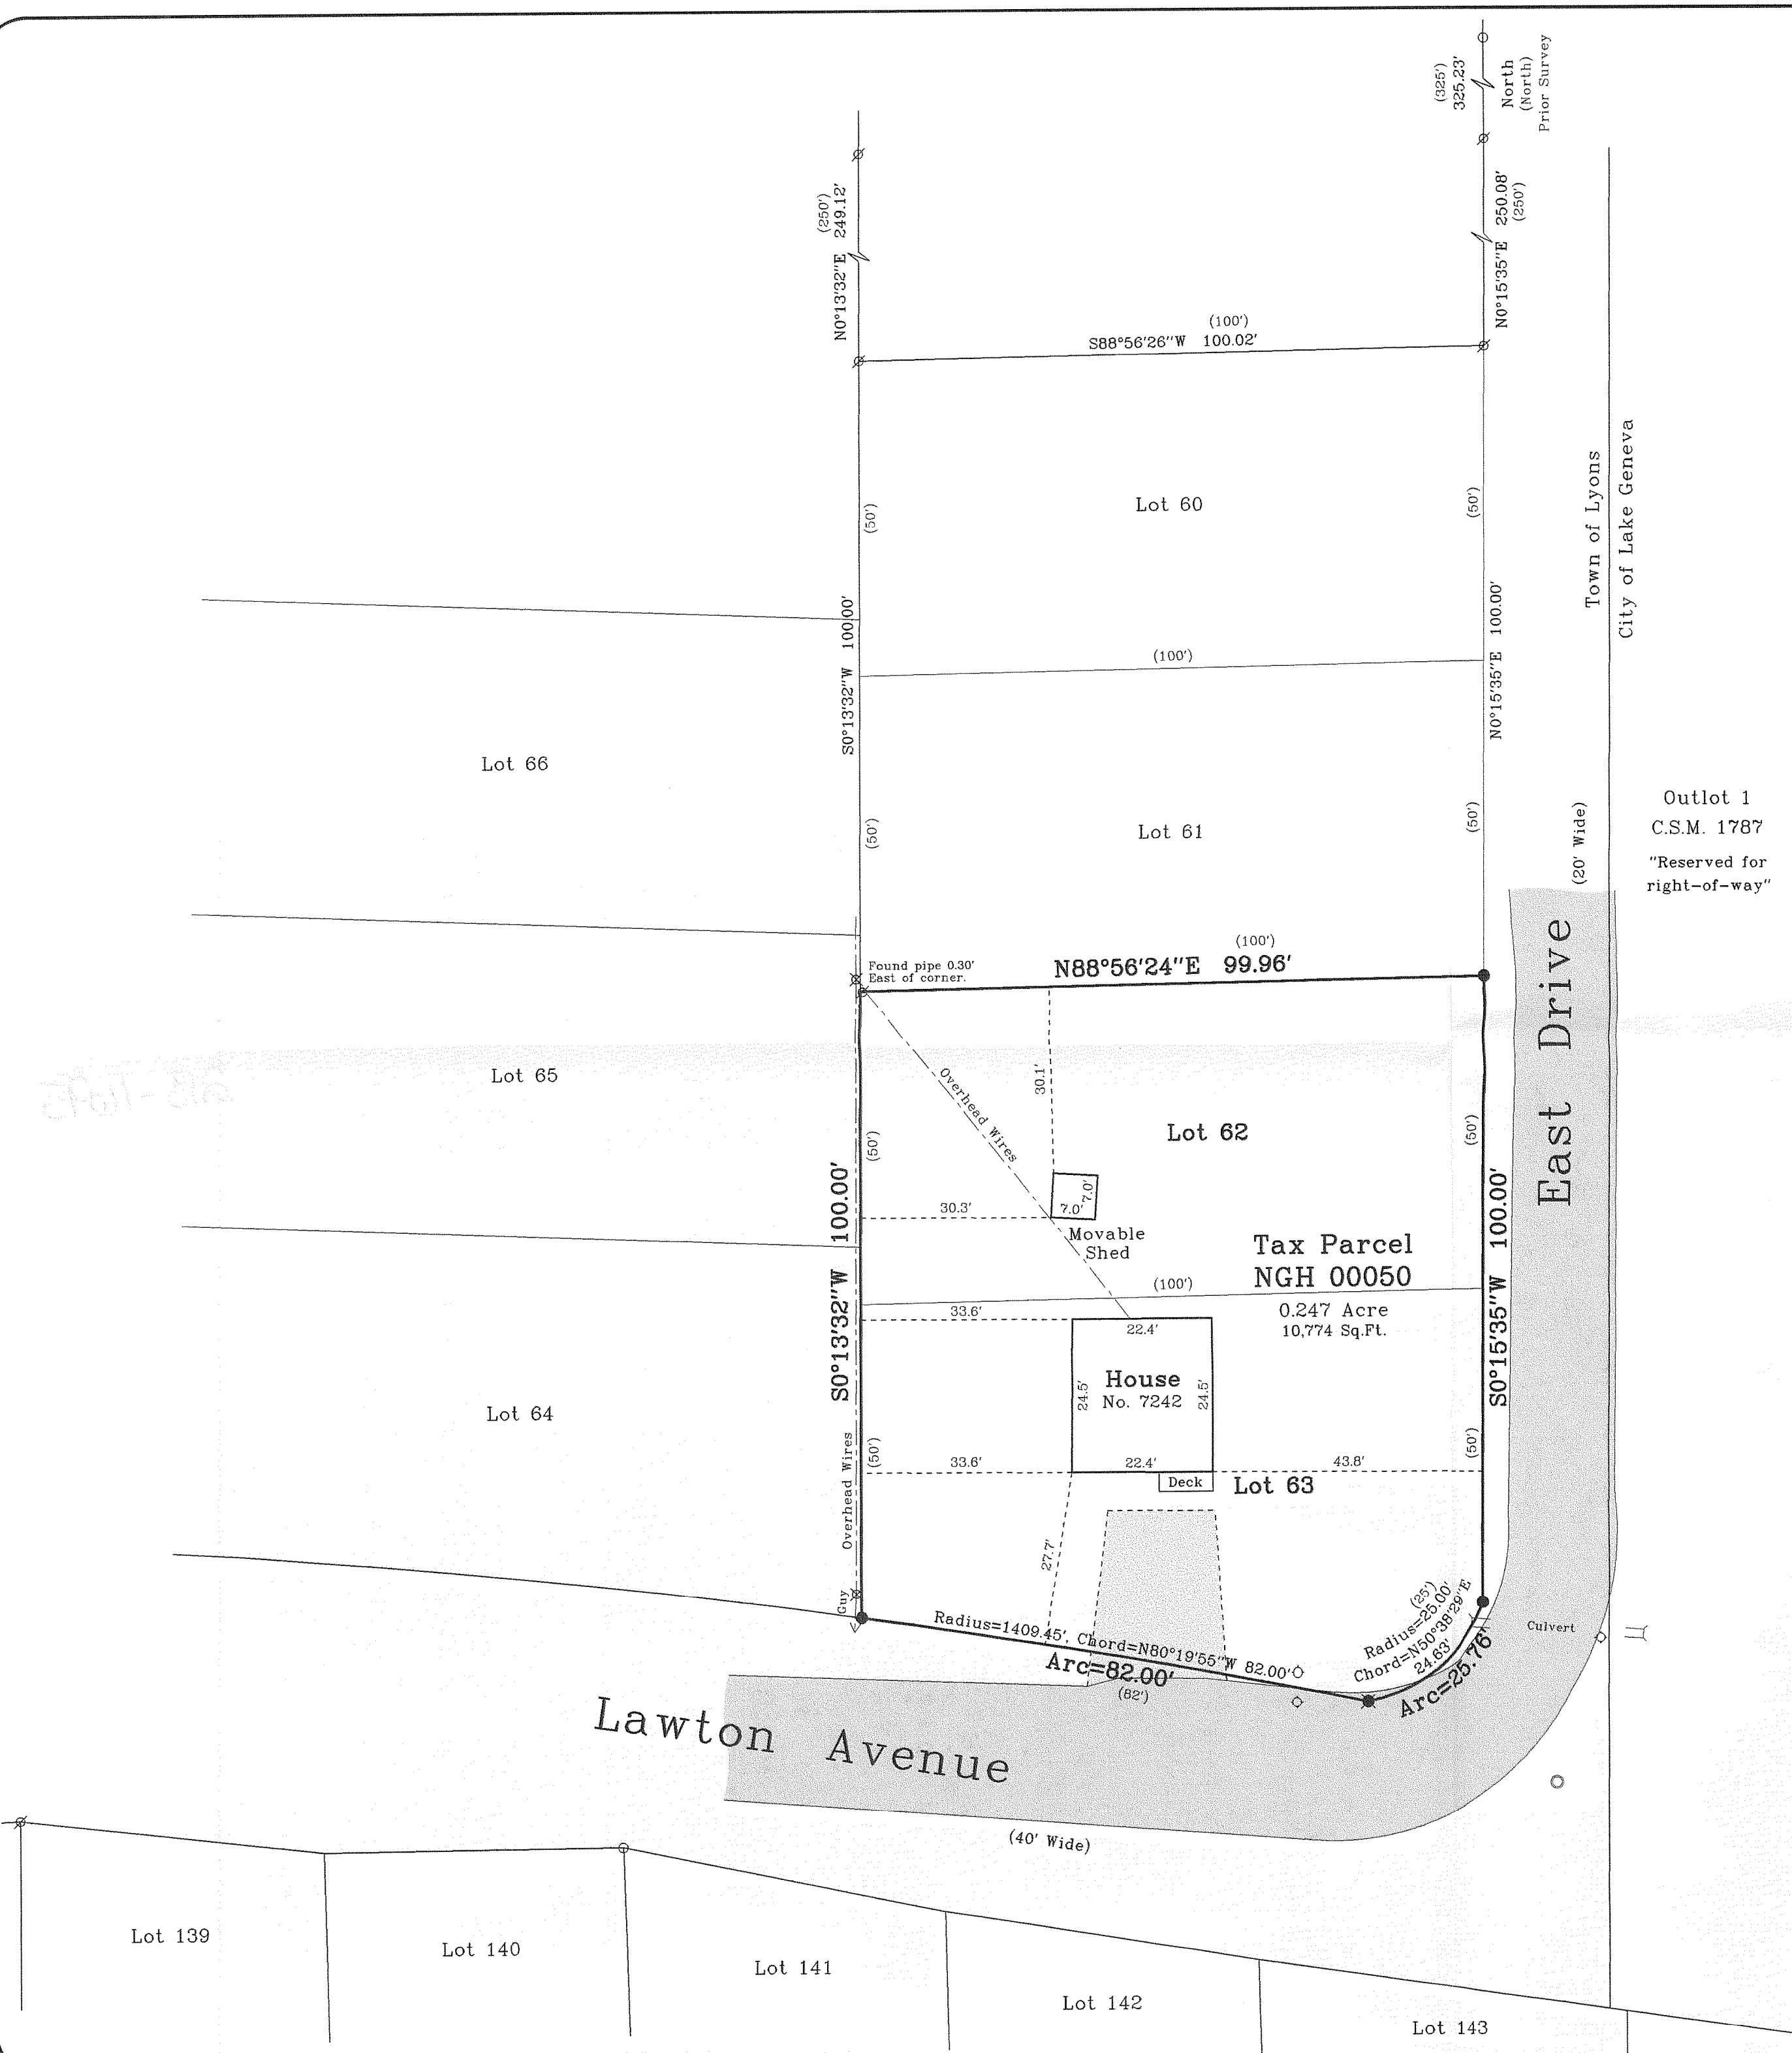 (325')
325.23'
North
(North)
Prior Survey
(250')
249.12'
N0°13'32"E
250.08'
(250')
N0°15'35"E
(100')
S88°56'26"W 100.02'
Lot 60
(50')
(50')
Town of Lyons
City of Lake Geneva
S0°13'32"W 100.00'
N0°15'35"E 100.00'
(100')
Lot 66
Lot 61
(50')
(50')
(20' Wide)
Outlot 1
C.S.M. 1787
"Reserved for
right-of-way"
East Drive
Found pipe 0.30'
East of corner.
(100')
N88°56'24"E 99.96'
Lot 65
Overhead Wires
30.1'
Lot 62
(50')
(50')
30.3'
7.0'
7.0'
Movable
Shed
S0°13'32"W 100.00'
S0°15'35"W 100.00'
Tax Parcel
NGH 00050
(100')
0.247 Acre
10,774 Sq.Ft.
33.6'
22.4'
House
No. 7242
24.5'
24.5'
Lot 64
Overhead Wires
(50')
(50')
33.6'
22.4'
43.8'
Deck
Lot 63
27.7'
Guy
Radius=1409.45', Chord=N80°19'55"W 82.00'
Arc=82.00'
(82')
(25')
Radius=25.00'
Chord=N50°38'29"E
24.63'
Arc=25.76'
Culvert
Lawton Avenue
(40' Wide)
Lot 139
Lot 140
Lot 141
Lot 142
Lot 143